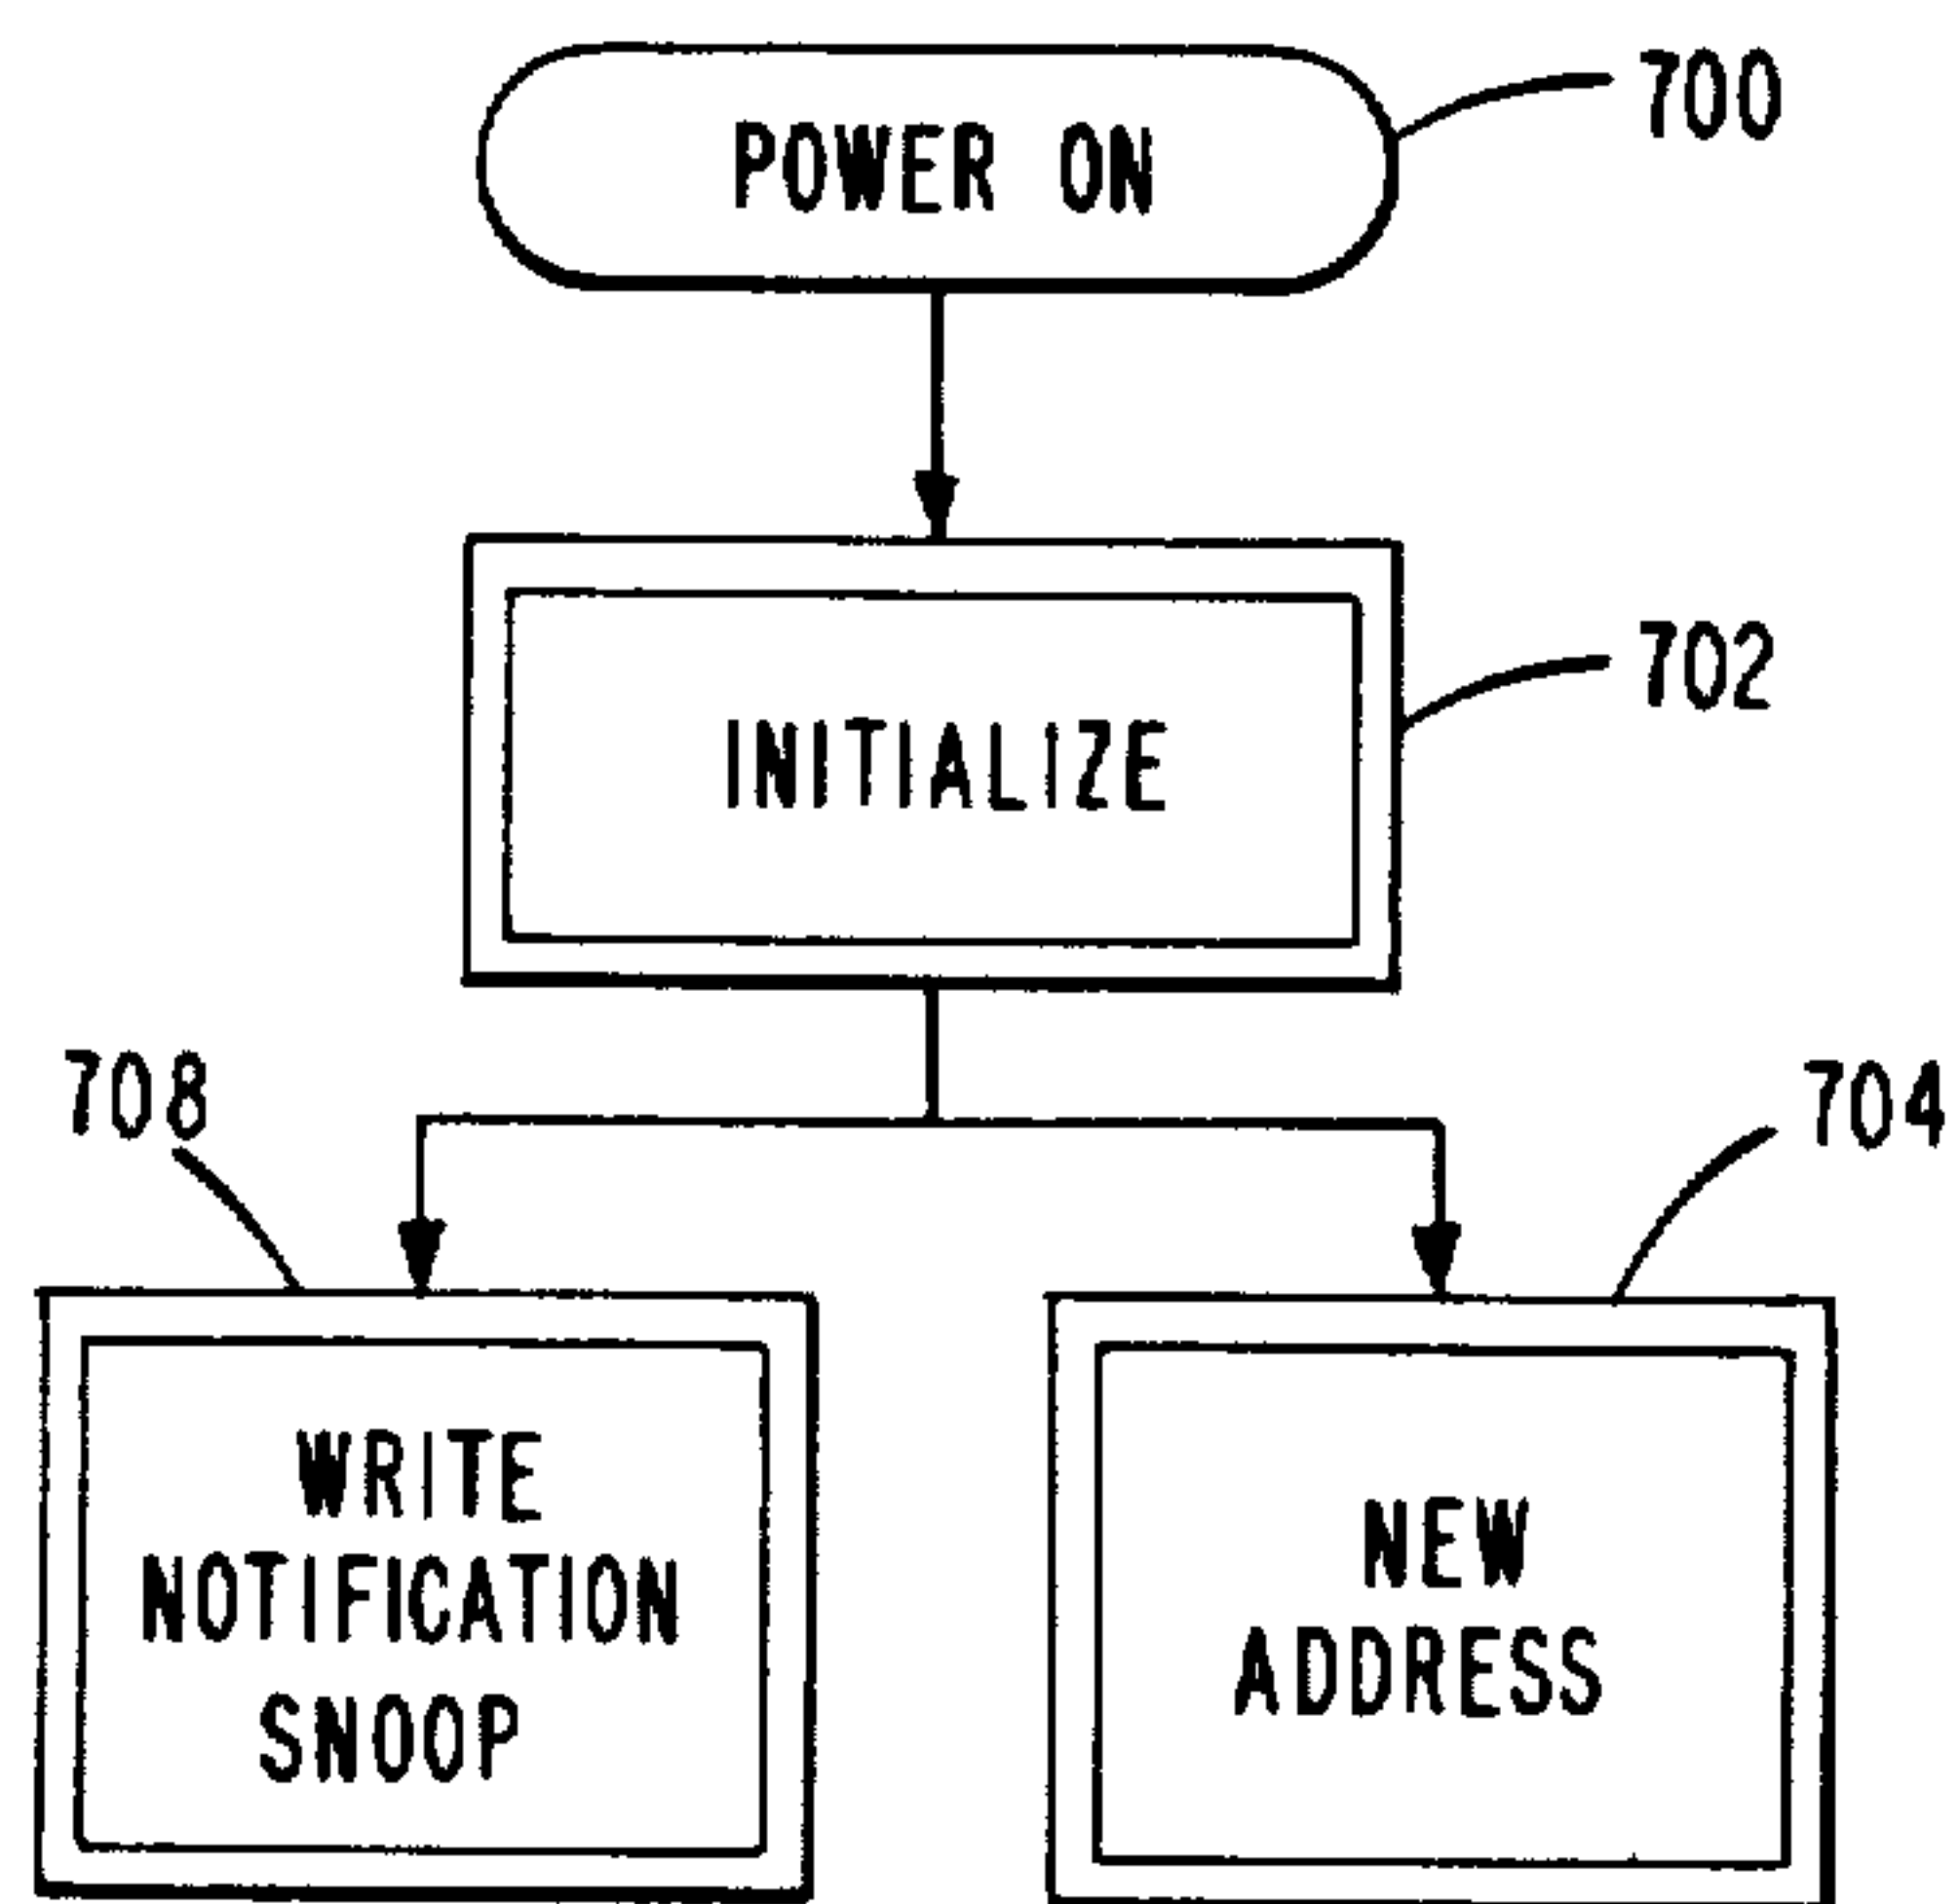 POWER ON
700
INITIALIZE
702
708
704
WRITE
NOTIFICATION
SNOOP
NEW
ADDRESS